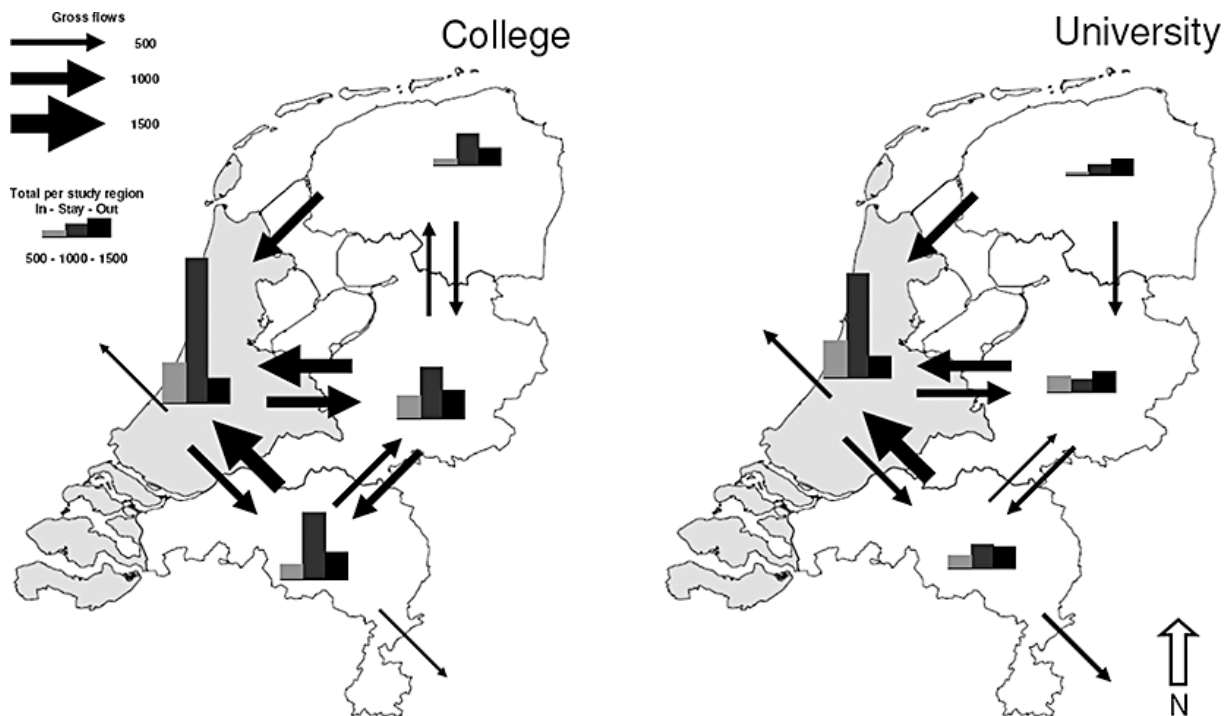 Gross flows
500
1000
1500
College
University
Total per study region
In - Stay - Out
500 - 1000 - 1500
N